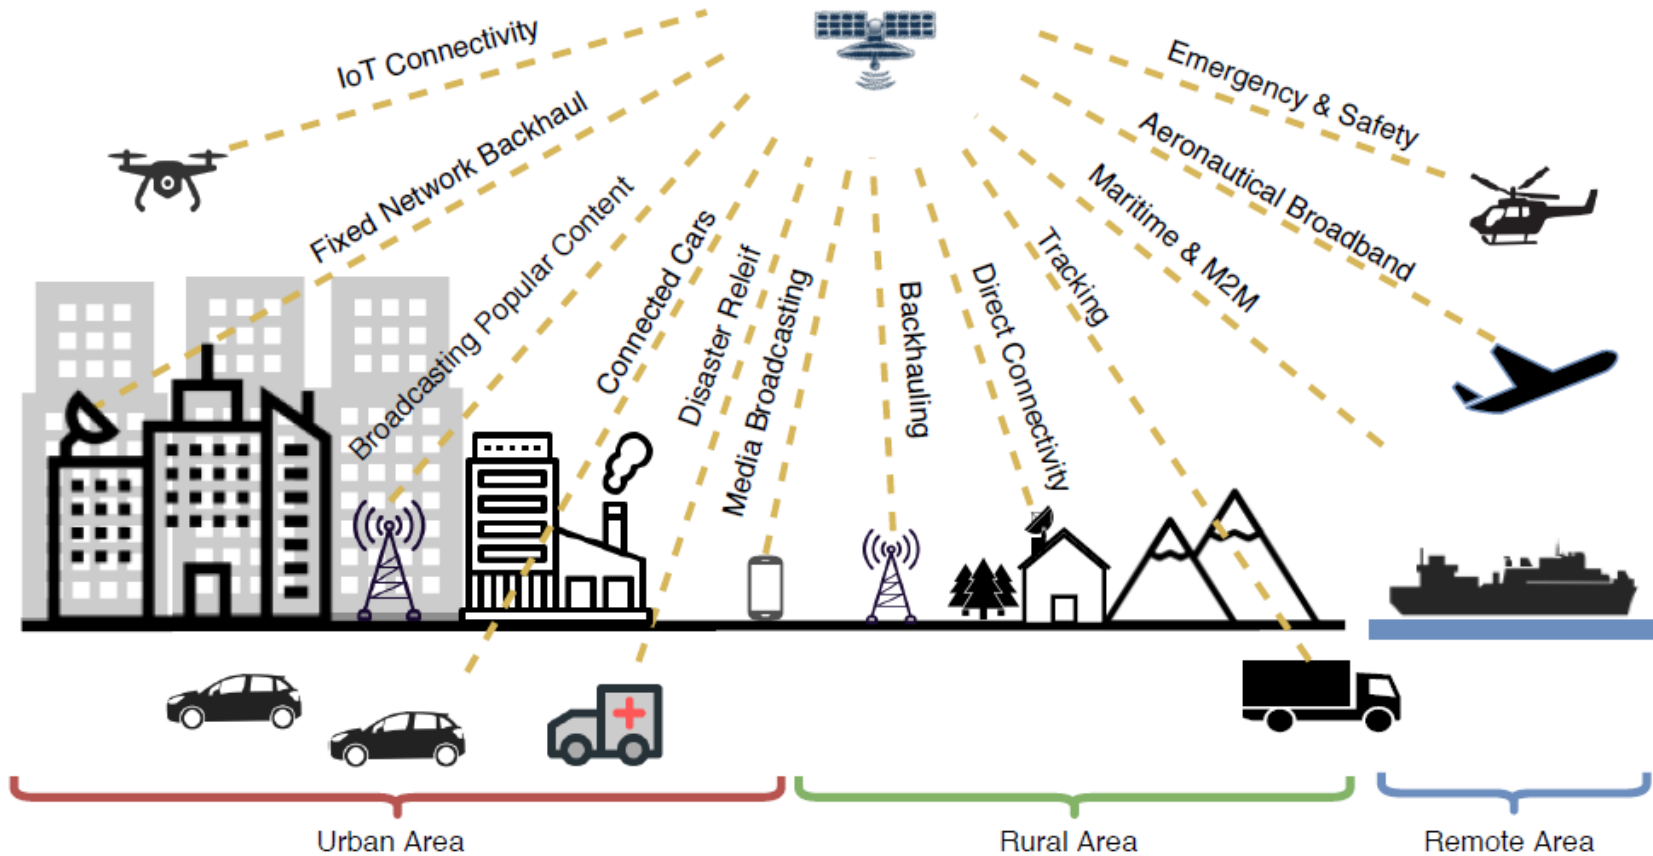 IoT Connectivity
Fixed Network Backhaul
Broadcasting Popular Content
Connected Cars
Disaster Releif
Media Broadcasting
Backhauling
Direct Connectivity
Tracking
Maritime & M2M
Aeronautical Broadband
Emergency & Safety
Urban Area
Rural Area
Remote Area